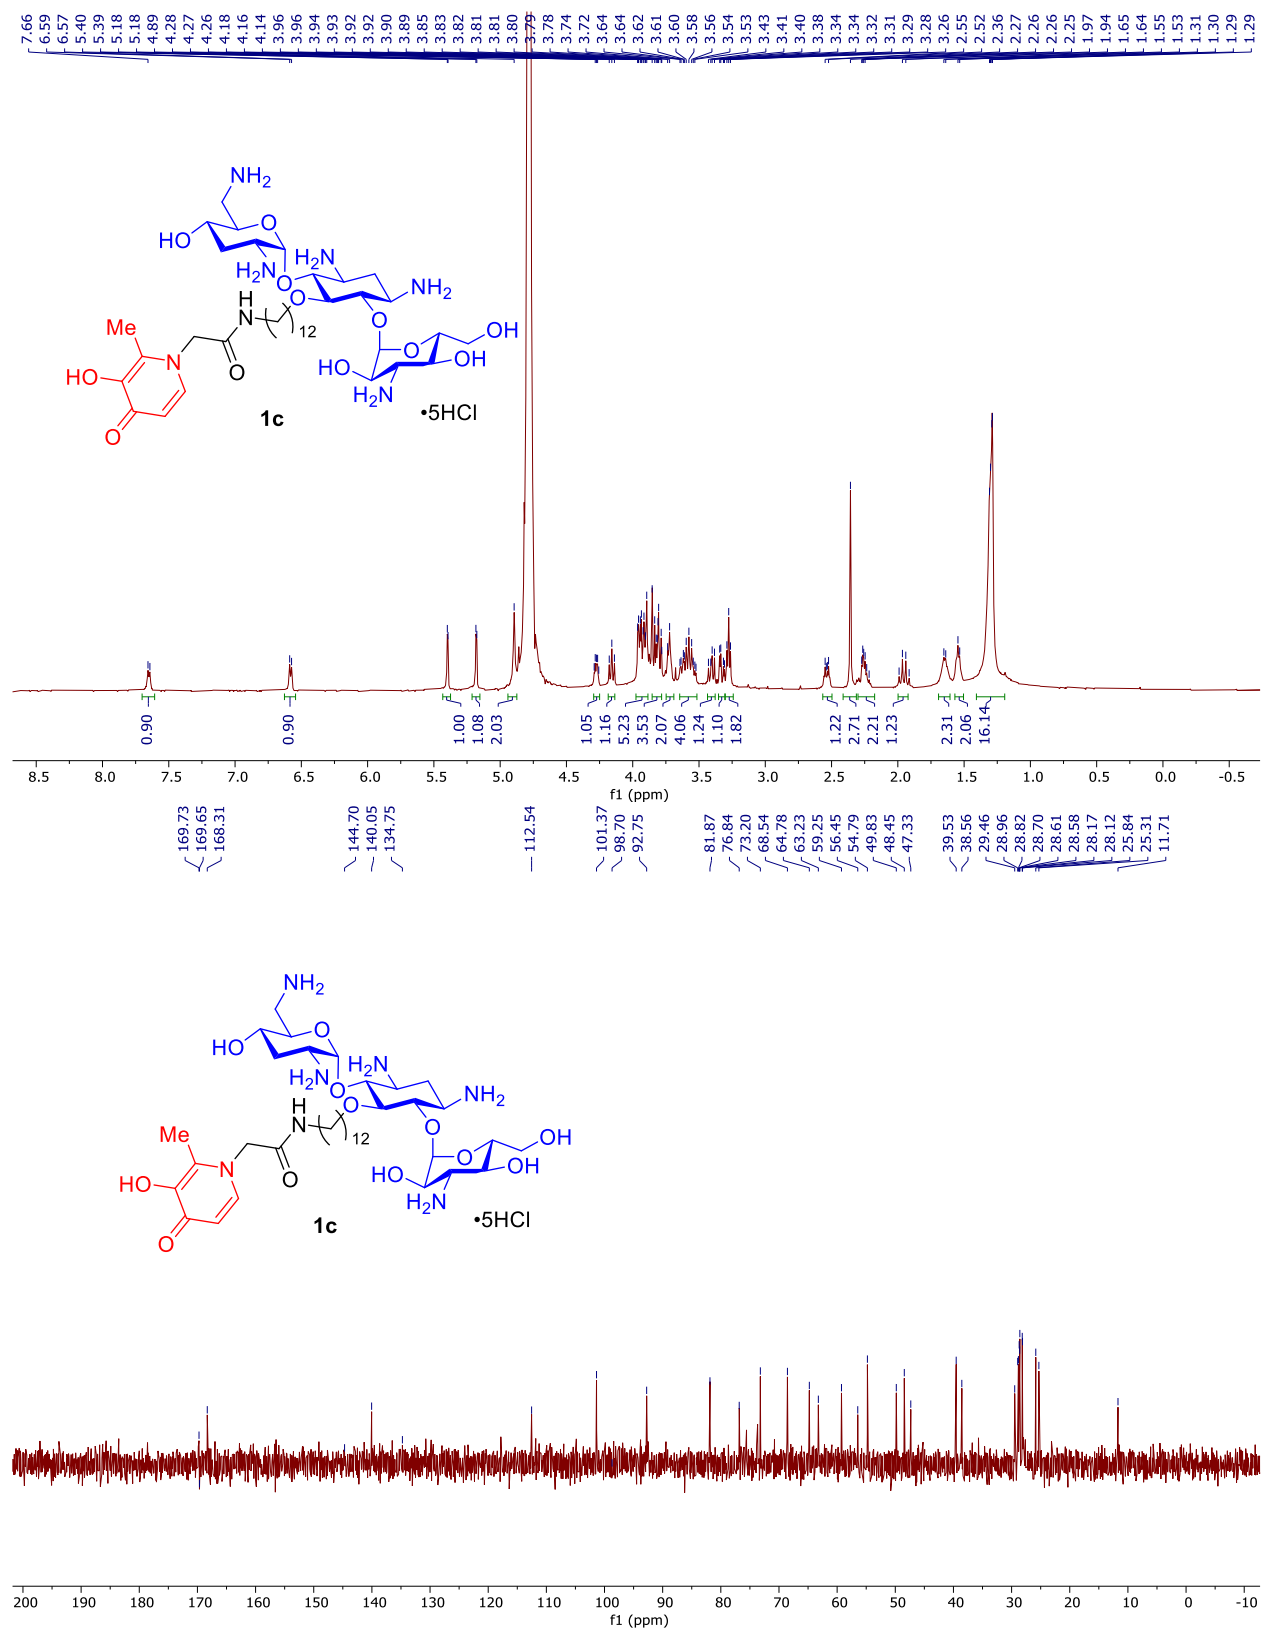 7.66 6.59 6.57 5.40 5.39 5.18 5.18 4.89 4.28 4.27 4.26 4.18 4.16 4.14 3.96 3.96 3.94 3.93 3.92 3.92 3.90 3.89 3.85 3.83 3.82 3.81 3.81 3.80 3.79 3.78 3.74 3.72 3.64 3.64 3.62 3.61 3.60 3.58 3.56 3.54 3.53 3.43 3.41 3.40 3.38 3.34 3.34 3.32 3.31 3.29 3.28 3.26 2.55 2.52 2.36 2.27 2.26 2.26 2.25 1.97 1.94 1.65 1.64 1.55 1.53 1.31 1.30 1.29 1.29
NH2
O
HO
H2N
H2N
O
NH2
O
H
N
12
Me
O
OH
N
O
HO
OH
HO
O
H2N
O
1c
•5HCl
0.90 0.90 1.00 1.08 2.03 1.05 1.16 5.23 3.53 2.07 4.06 1.24 1.10 1.82 1.22 2.71 2.21 1.23 2.31 2.06 16.14
8.5 8.0 7.5 7.0 6.5 6.0 5.5 5.0 4.5 4.0 3.5 3.0 2.5 2.0 1.5 1.0 0.5 0.0 -0.5
f1 (ppm)
169.73 169.65 168.31 144.70 140.05 134.75 112.54 101.37 98.70 92.75 81.87 76.84 73.20 68.54 64.78 63.23 59.25 56.45 54.79 49.83 48.45 47.33 39.53 38.56 29.46 28.96 28.82 28.70 28.61 28.58 28.17 28.12 25.84 25.31 11.71
NH2
O
HO
H2N
H2N
O
NH2
O
H
N
12
Me
O
OH
N
O
HO
OH
HO
O
H2N
O
1c
•5HCl
200 190 180 170 160 150 140 130 120 110 100 90 80 70 60 50 40 30 20 10 0 -10
f1 (ppm)